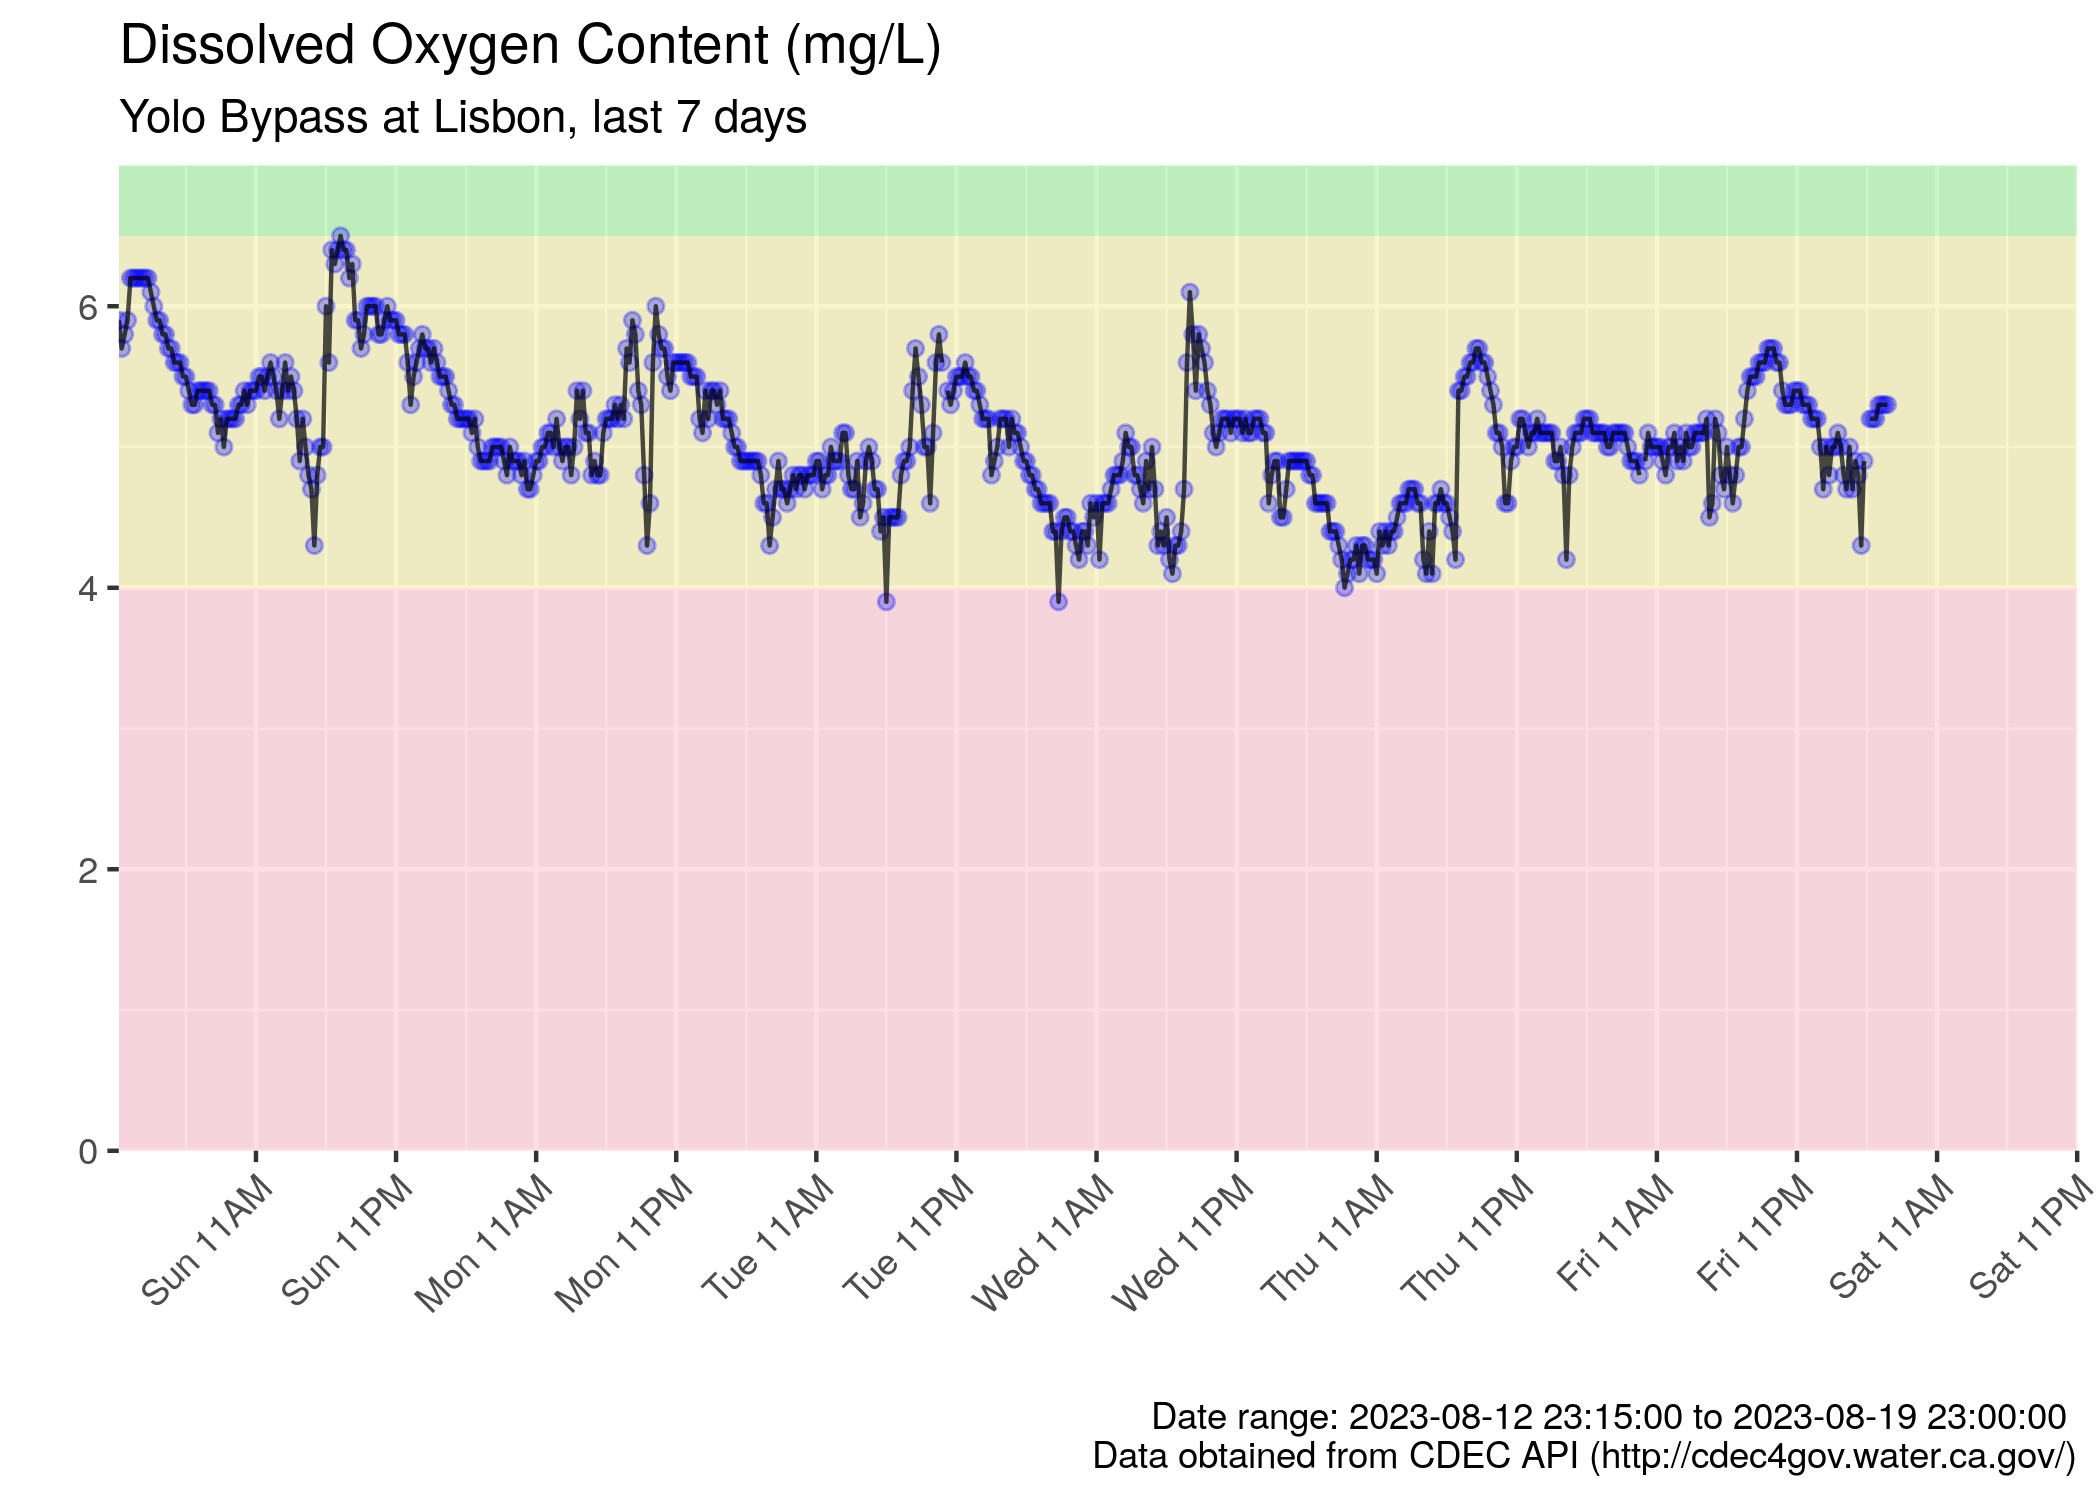 Dissolved Oxygen Content (mg/L)
Yolo Bypass at Lisbon, last 7 days
6
4
2
0
Sun 11AM
Sun 11PM
Mon 11AM
Mon 11PM
Tue 11AM
Tue 11PM
Wed 11AM
Wed 11PM
Thu 11AM
Thu 11PM
Fri 11AM
Fri 11PM
Sat 11AM
Sat 11PM
Date range: 2023-08-12 23:15:00 to 2023-08-19 23:00:00
Data obtained from CDEC API (http://cdec4gov.water.ca.gov/)